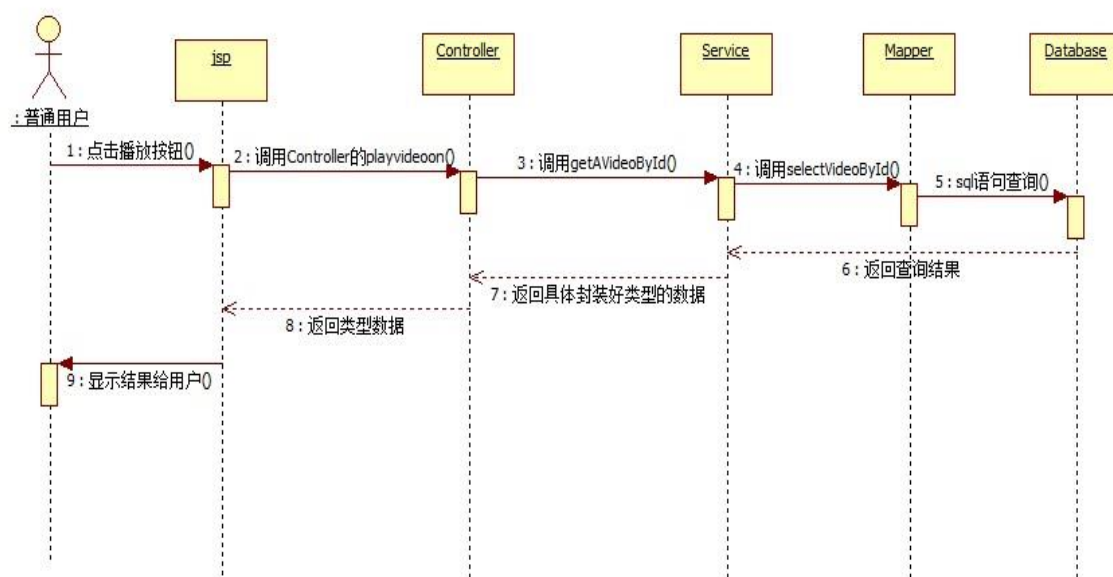 jsp
Controller
Service
Mapper
Database
: 普通用户
1 : 点击播放按钮()
2 : 调用Controller的playvideoon()
3 : 调用getAVideoById()
4 : 调用selectVideoById()
5 : sql语句查询()
6 : 返回查询结果
7 : 返回具体封装好类型的数据
8 : 返回类型数据
9 : 显示结果给用户()